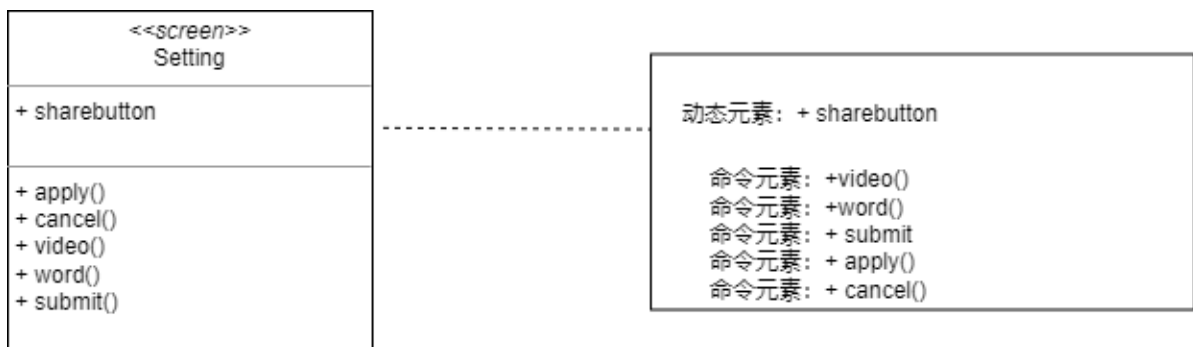 <<screen>>
Setting
+ sharebutton
+ apply()
+ cancel()
+ video()
+ word()
+ submit()
动态元素：+ sharebutton
命令元素：+video()
命令元素：+word()
命令元素：+ submit
命令元素：+ apply()
命令元素：+ cancel()